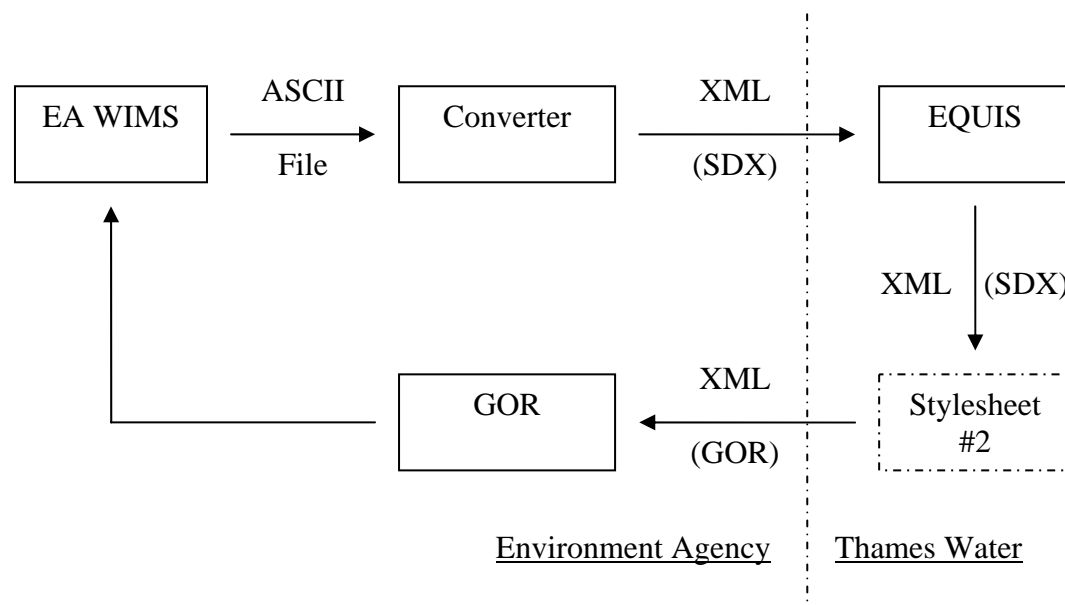 EA WIMS
ASCII
File
Converter
XML
(SDX)
EQUIS
XML (SDX)
GOR
XML
(GOR)
Stylesheet
#2
Environment Agency
Thames Water